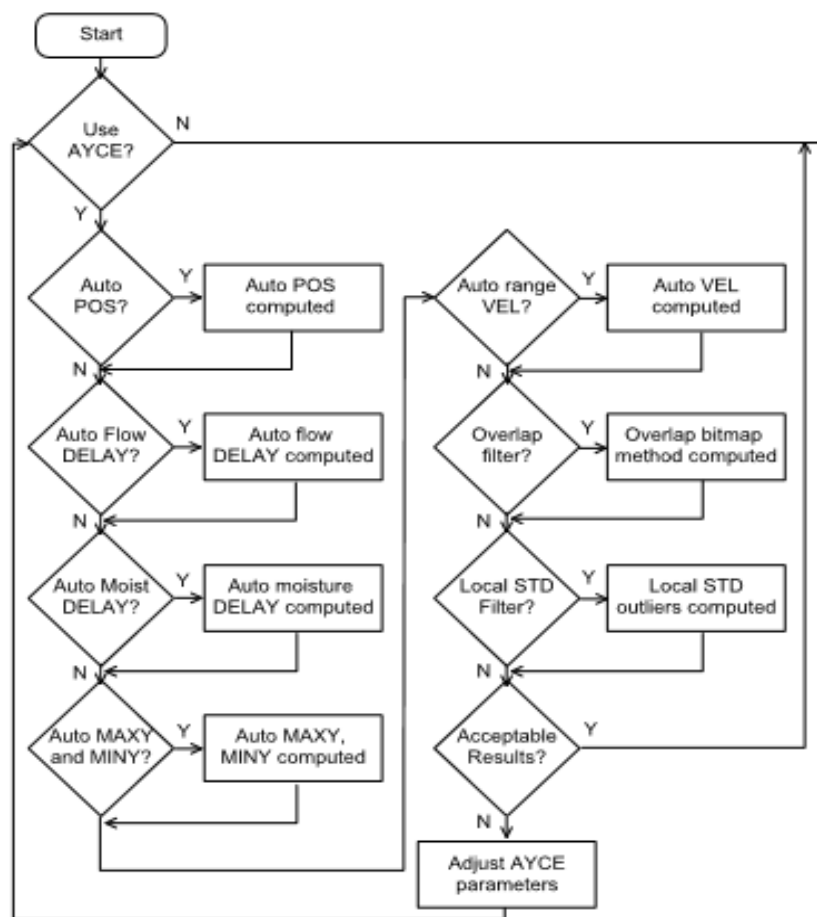 Start
Use
AYCE?
N
Y
Auto
POS?
Y
Auto POS
computed
N
Auto Flow
DELAY?
Y
Auto flow
DELAY computed
N
Auto Moist
DELAY?
Y
Auto moisture
DELAY computed
N
Auto MAXY
and MINY?
Y
Auto MAXY,
MINY computed
Auto range
VEL?
Y
Auto VEL
computed
N
Overlap
filter?
Y
Overlap bitmap
method computed
N
Local STD
Filter?
Y
Local STD
outliers computed
N
Acceptable
Results?
Y
N
Adjust AYCE
parameters